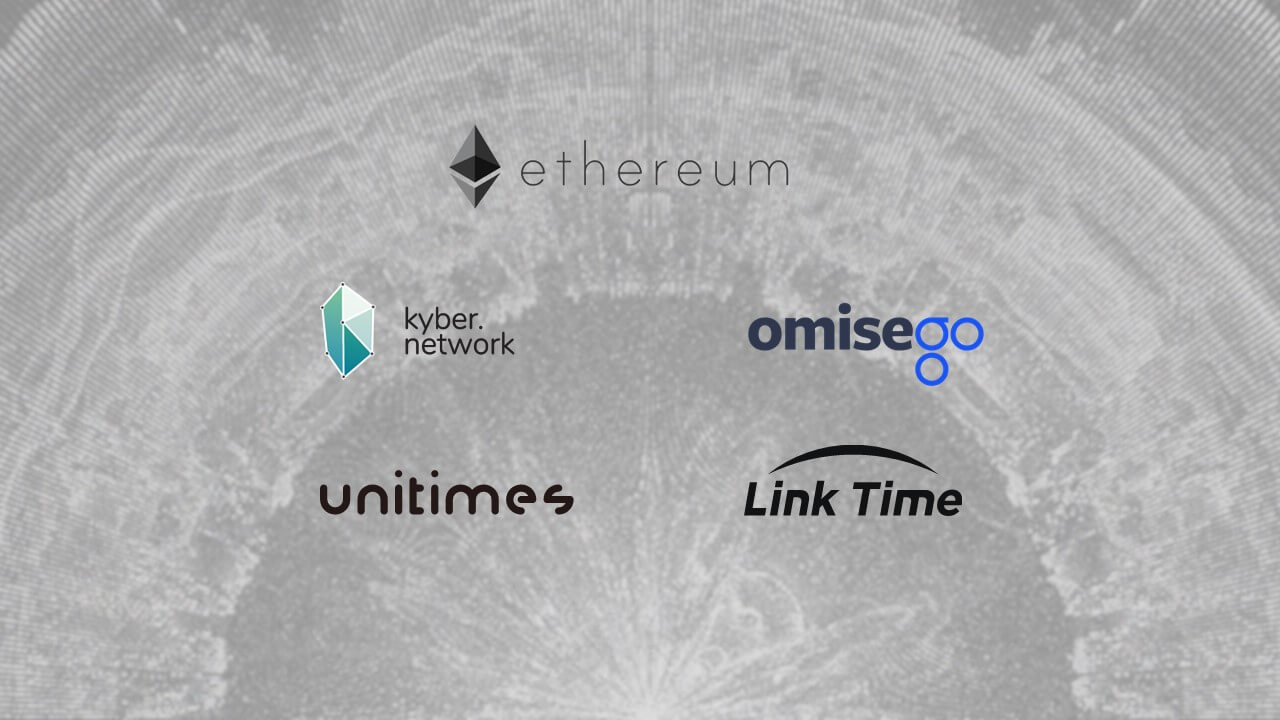 ethereum
kyber.
network
omisego
unitimes
Link Time